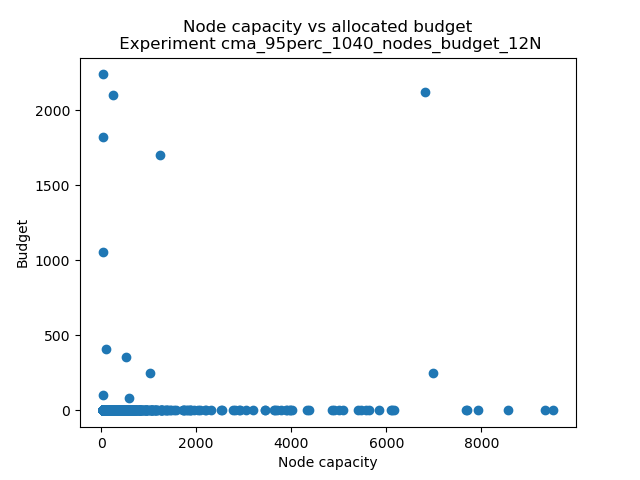 Node capacity vs allocated budget
Experiment cma_95perc_1040_nodes_budget_12N
2000
1500
1000
500
0
Budget
0 2000 4000 6000 8000
Node capacity